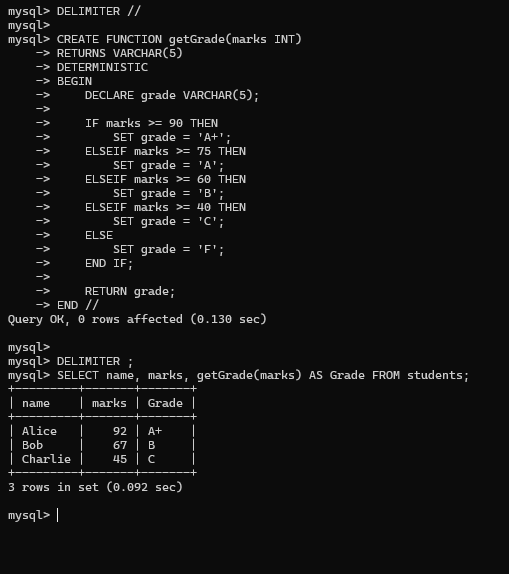 mysql> DELIMITER //
mysql>
mysql> CREATE FUNCTION getGrade(marks INT)
    -> RETURNS VARCHAR(5)
    -> DETERMINISTIC
    -> BEGIN
    ->     DECLARE grade VARCHAR(5);
    ->
    ->     IF marks >= 90 THEN
    ->         SET grade = 'A+';
    ->     ELSEIF marks >= 75 THEN
    ->         SET grade = 'A';
    ->     ELSEIF marks >= 60 THEN
    ->         SET grade = 'B';
    ->     ELSEIF marks >= 40 THEN
    ->         SET grade = 'C';
    ->     ELSE
    ->         SET grade = 'F';
    ->     END IF;
    ->
    ->     RETURN grade;
    -> END //
Query OK, 0 rows affected (0.130 sec)

mysql>
mysql> DELIMITER ;
mysql> SELECT name, marks, getGrade(marks) AS Grade FROM students;
+---------+-------+-------+
| name    | marks | Grade |
+---------+-------+-------+
| Alice   |    92 | A+    |
| Bob     |    67 | B     |
| Charlie |    45 | C     |
+---------+-------+-------+
3 rows in set (0.092 sec)

mysql>